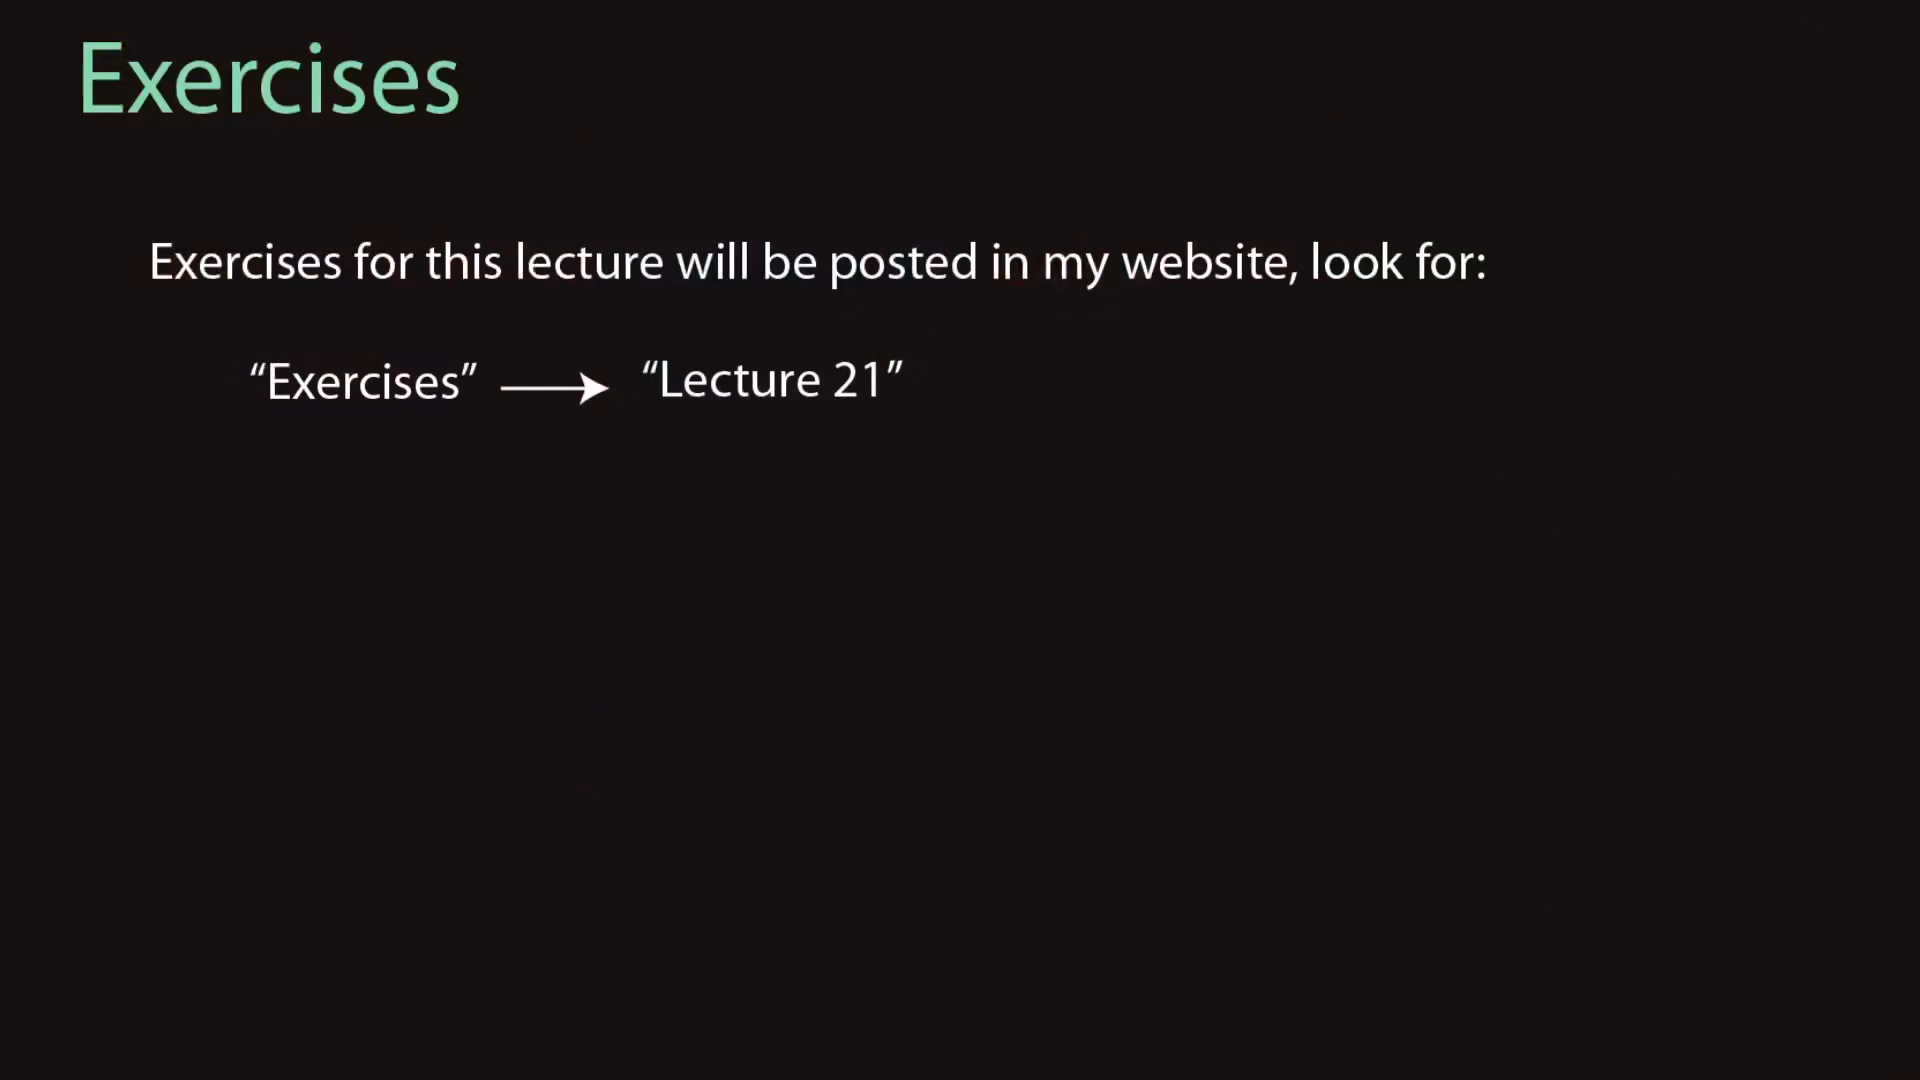 Exercises
Exercises for this lecture will be posted in my website, look for:
“Exercises” ⟶ “Lecture 21”